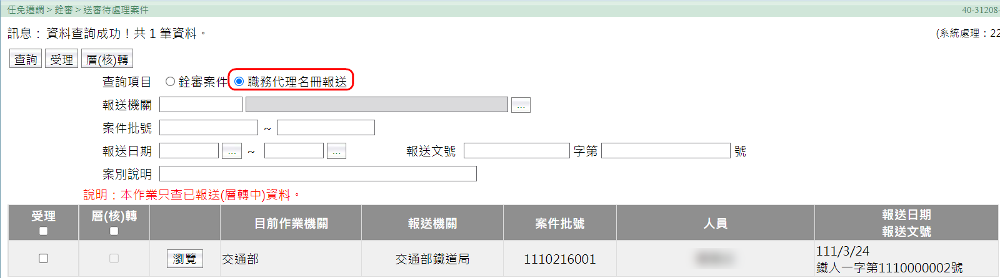 任免遷調 > 銓審 > 送審待處理案件 40-31208-
訊息： 資料查詢成功！共 1 筆資料。 (系統處理：22
查詢 受理 層(核)轉
查詢項目 銓審案件 職務代理名冊報送
報送機關 ...
案件批號 ~
報送日期 ... ~ ... 報送文號 字第 號
案別說明
說明：本作業只查已報送(層轉中)資料。
受理 層(核)轉 目前作業機關 報送機關 案件批號 人員 報送日期
報送文號
瀏覽 交通部 交通部鐵道局 1110216001 111/3/24
鐵人一字第1110000002號